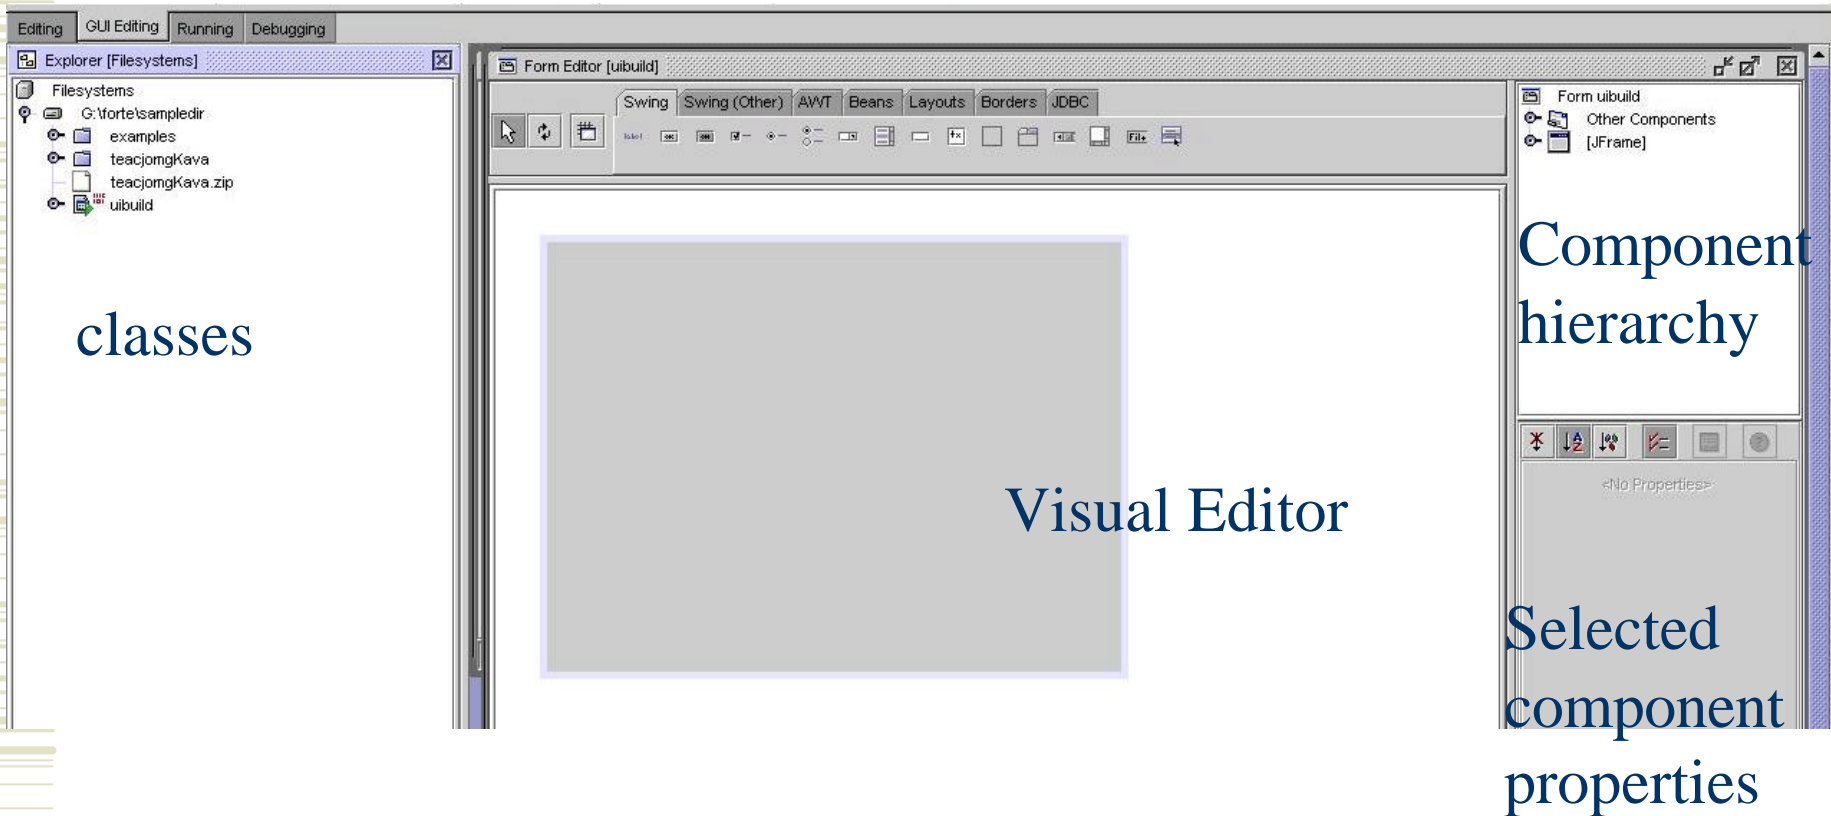 Editing GUI Editing Running Debugging
Explorer [Filesystems]
Filesystems
G:\forte\sampledir
examples
teacjomgKava
teacjomgKava.zip
uibuild
classes
Form Editor [uibuild]
Swing Swing (Other) AWT Beans Layouts Borders JDBC
label
Visual Editor
Form uibuild
Other Components
[JFrame]
Component
hierarchy
<No Properties>
Selected
component
properties